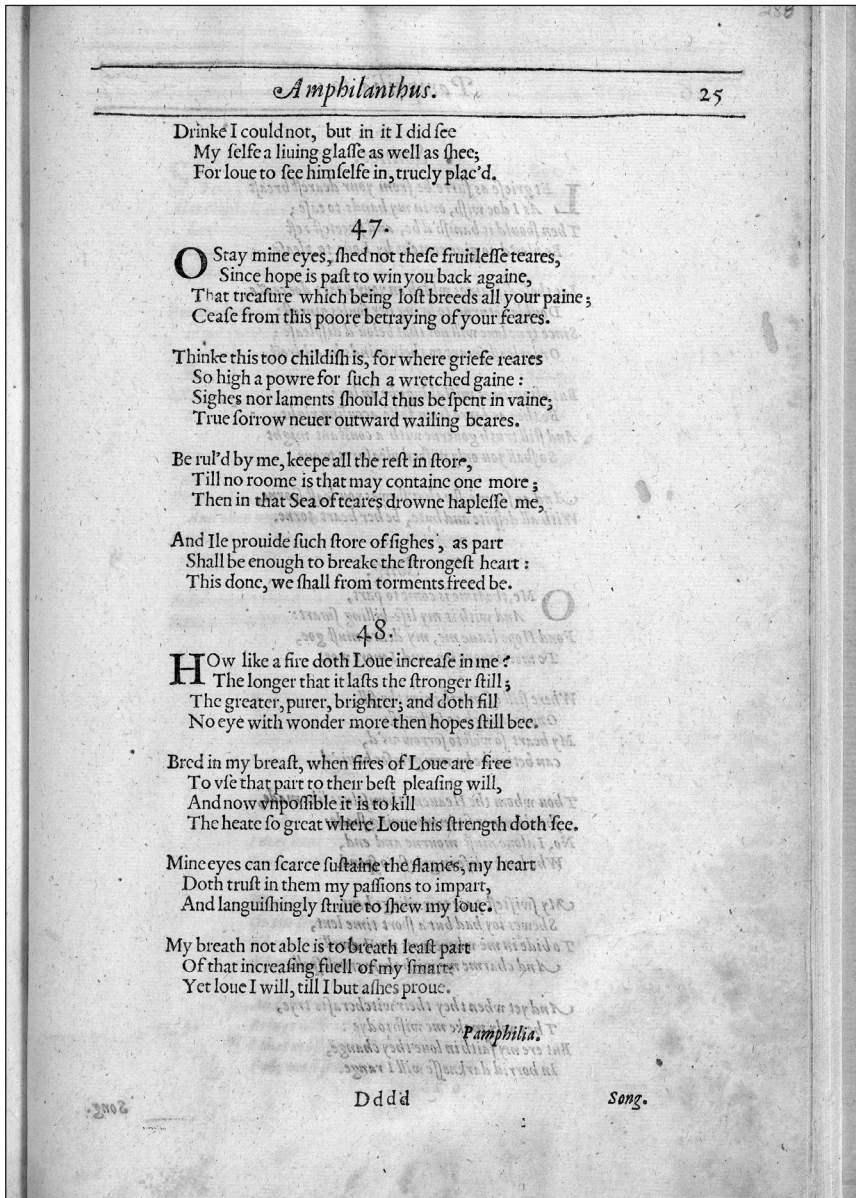 288
Amphilanthus. 25
Drinke I could not, but in it I did ſee
My ſelfe a liuing glaſſe as well as ſhee;
For loue to ſee himſelfe in, truely plac'd.
47.
O Stay mine eyes, ſhed not theſe fruitleſſe teares,
Since hope is paſt to win you back againe,
That treaſure which being loſt breeds all your paine;
Ceaſe from this poore betraying of your feares.
Thinke this too childiſh is, for where griefe reares
So high a powre for ſuch a wretched gaine:
Sighes nor laments ſhould thus be ſpent in vaine;
True ſorrow neuer outward wailing beares.
Be rul'd by me, keepe all the reſt in ſtore,
Till no roome is that may containe one more;
Then in that Sea of teares drowne hapleſſe me,
And Ile prouide ſuch ſtore of ſighes, as part
Shall be enough to breake the ſtrongeſt heart:
This done, we ſhall from torments freed be.
48.
HOw like a fire doth Loue increaſe in me?
The longer that it laſts the ſtronger ſtill;
The greater, purer, brighter; and doth fill
No eye with wonder more then hopes ſtill bee.
Bred in my breaſt, when fires of Loue are free
To vſe that part to their beſt pleaſing will,
And now vnpoſſible it is to kill
The heate ſo great where Loue his ſtrength doth ſee.
Mine eyes can ſcarce ſuſtaine the flames, my heart
Doth truſt in them my paſſions to impart,
And languiſhingly ſtriue to ſhew my loue.
My breath not able is to breath leaſt part
Of that increaſing fuell of my ſmart;
Yet loue I will, till I but aſhes proue.
Pamphilia.
Dddd Song.